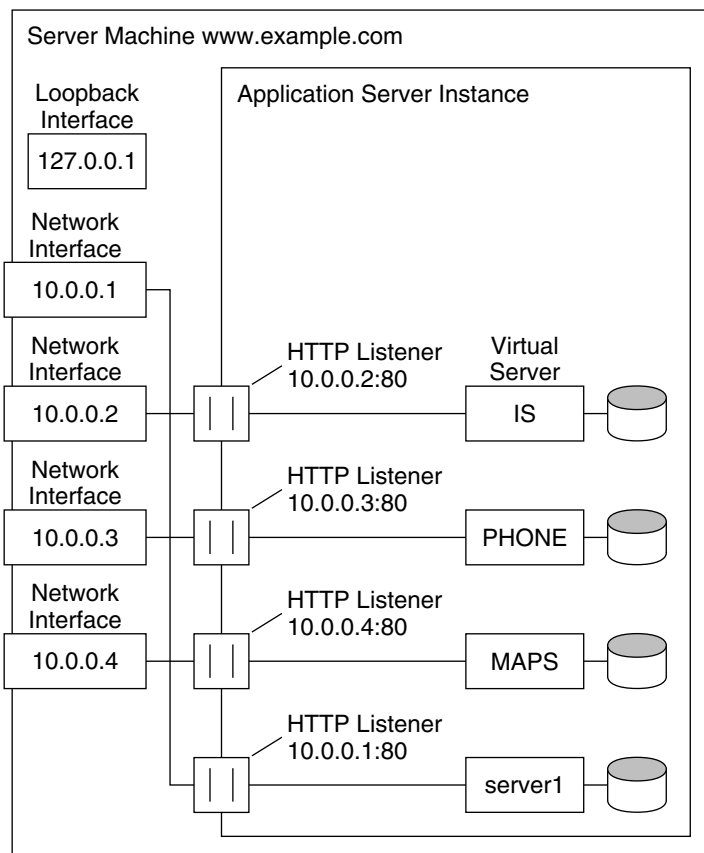 Server Machine www.example.com
Loopback
Interface
127.0.0.1
Application Server Instance
Network
Interface
10.0.0.1
Network
Interface
10.0.0.2
HTTP Listener
10.0.0.2:80
Virtual
Server
IS
Network
Interface
10.0.0.3
HTTP Listener
10.0.0.3:80
PHONE
Network
Interface
10.0.0.4
HTTP Listener
10.0.0.4:80
MAPS
HTTP Listener
10.0.0.1:80
server1